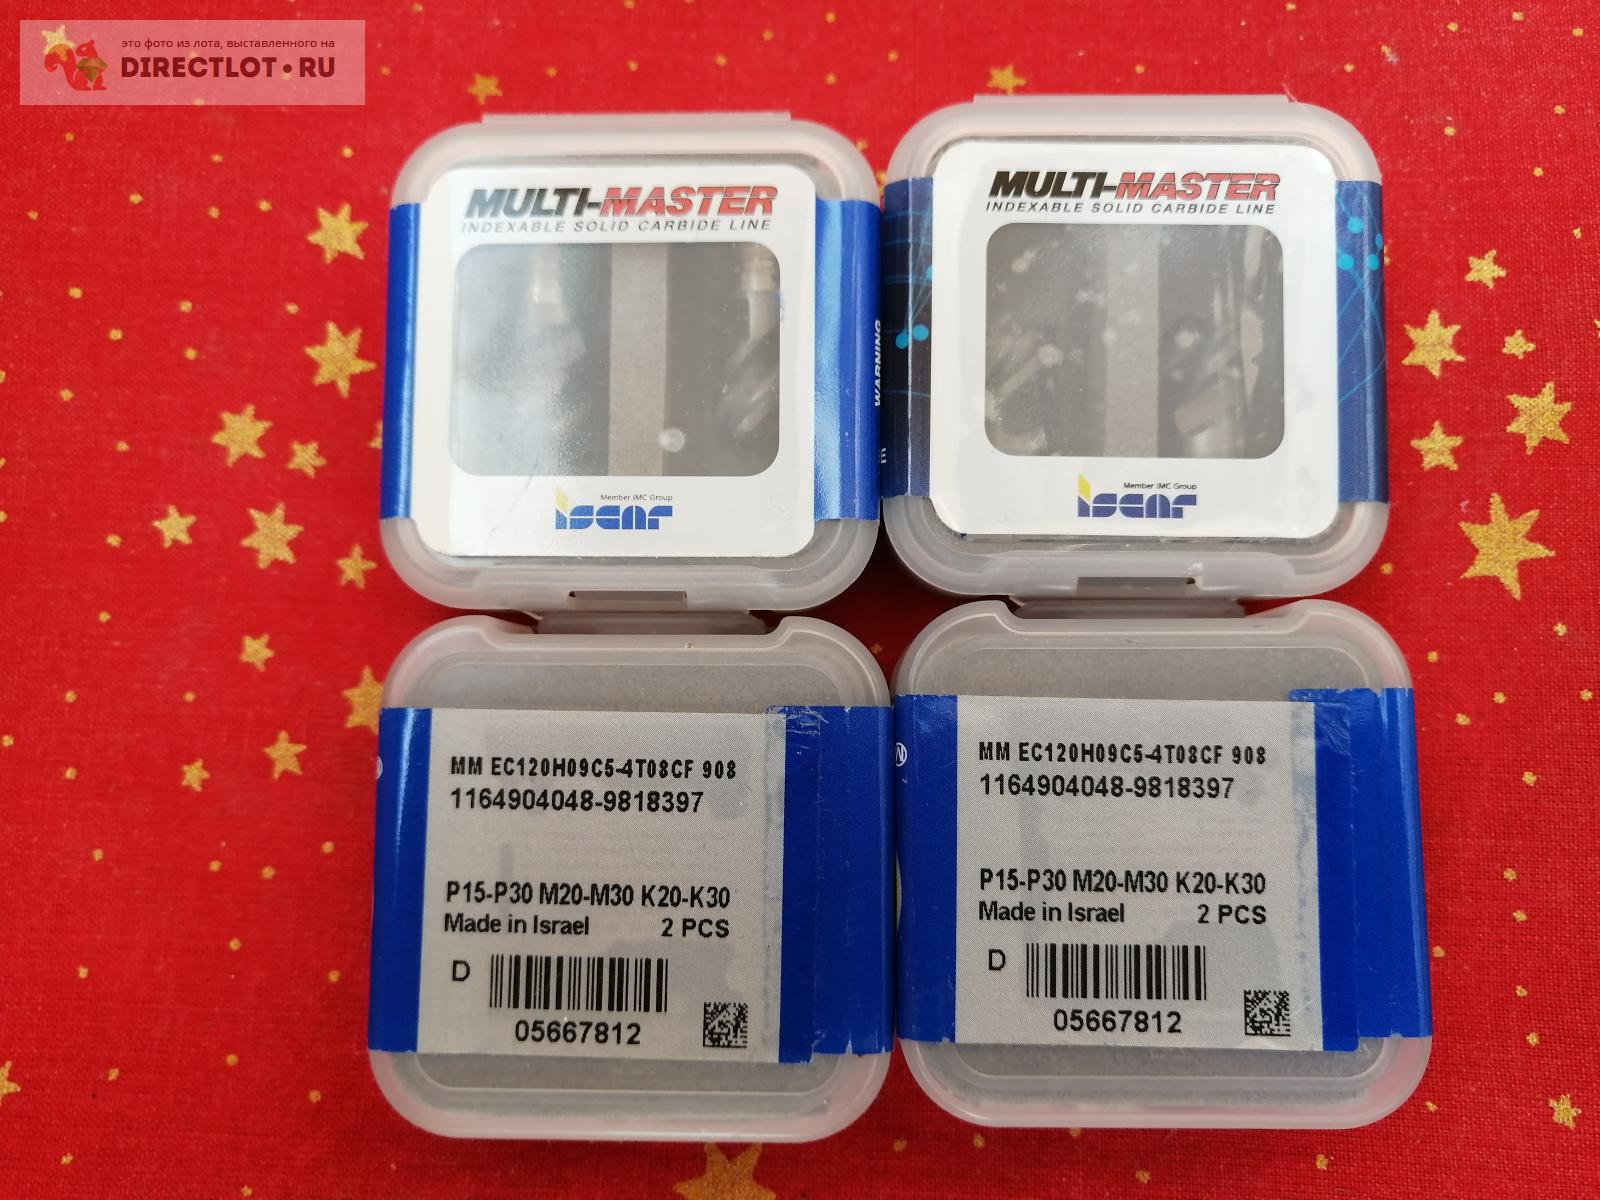 это фото из лота, выставленного на
DIRECTLOT.RU
MULTI-MASTER
INDEXABLE SOLID CARBIDE LINE
Member IMC Group
iscar
WARNING
MULTI-MASTER
INDEXABLE SOLID CARBIDE LINE
Member IMC Group
iscar
MM EC120H09C5-4T08CF 908
1164904048-9818397
P15-P30 M20-M30 K20-K30
Made in Israel 2 PCS
D
05667812
MM EC120H09C5-4T08CF 908
1164904048-9818397
P15-P30 M20-M30 K20-K30
Made in Israel 2 PCS
D
05667812